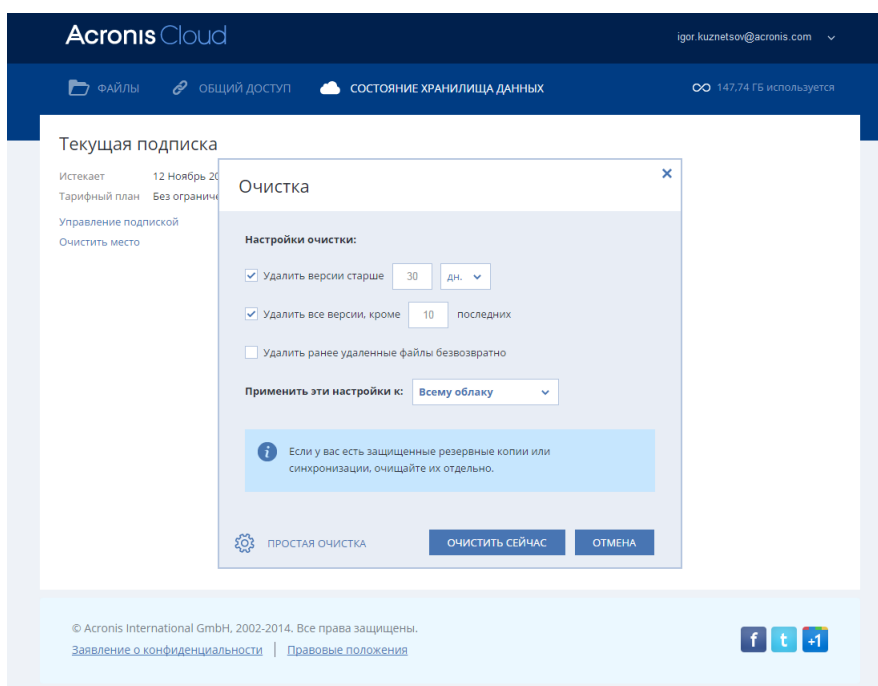 Acronis Cloud
igor.kuznetsov@acronis.com
ФАЙЛЫ
ОБЩИЙ ДОСТУП
СОСТОЯНИЕ ХРАНИЛИЩА ДАННЫХ
147,74 ГБ используется
Текущая подписка
Истекает 12 Ноябрь
Тарифный план Без
Управление подпиской
Очистить место
Очистка
Настройки очистки:
Удалить версии старше 30 дн.
Удалить все версии, кроме 10 последних
Удалить ранее удаленные файлы безвозвратно
Применить эти настройки к: Всему облаку
i
Если у вас есть защищенные резервные копии или
синхронизации, очищайте их отдельно.
ПРОСТАЯ ОЧИСТКА
ОЧИСТИТЬ СЕЙЧАС
ОТМЕНА
© Acronis International GmbH, 2002-2014. Все права защищены.
Заявление о конфиденциальности | Правовые положения
f t +1